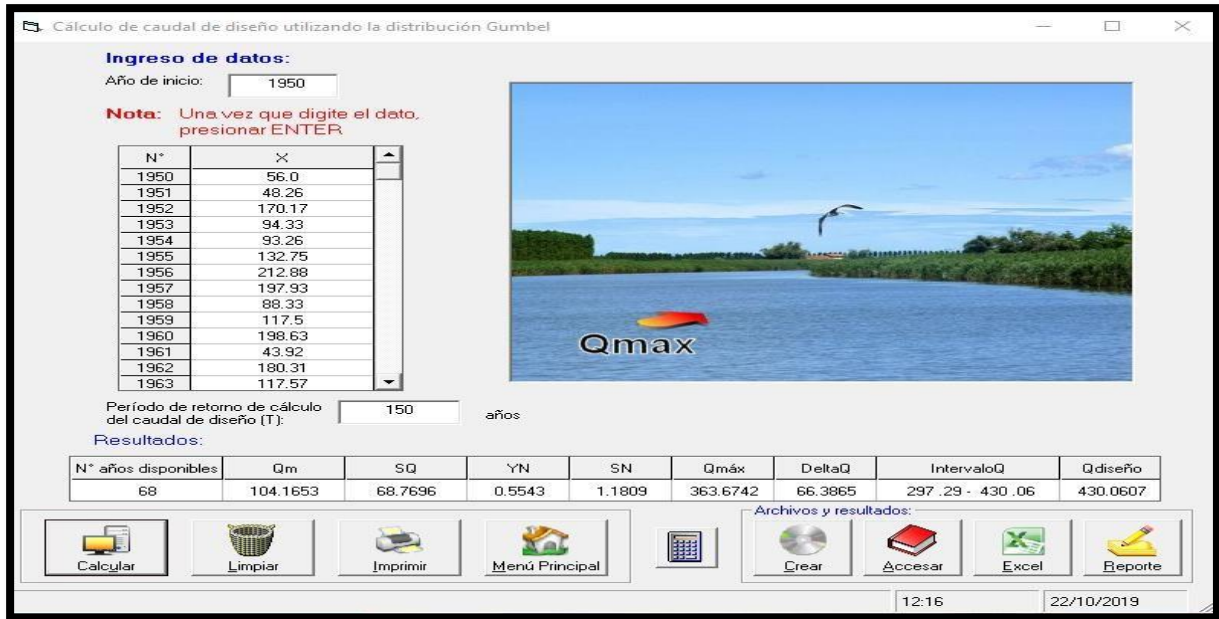 Cálculo de caudal de diseño utilizando la distribución Gumbel
Ingreso de datos:
Año de inicio: 1950
Nota: Una vez que digite el dato,
presionar ENTER
N° X
1950 56.0
1951 48.26
1952 170.17
1953 94.33
1954 93.26
1955 132.75
1956 212.88
1957 197.93
1958 88.33
1959 117.5
1960 198.63
1961 43.92
1962 180.31
1963 117.57
Qmax
Período de retorno de cálculo
del caudal de diseño (T): 150 años
Resultados:
N° años disponibles Qm SQ YN SN Qmáx DeltaQ IntervaloQ Qdiseño
68 104.1653 68.7696 0.5543 1.1809 363.6742 66.3865 297 .29 - 430 .06 430.0607
Archivos y resultados:
Calcular Limpiar Imprimir Menú Principal Crear Accesar Excel Reporte
12:16 22/10/2019